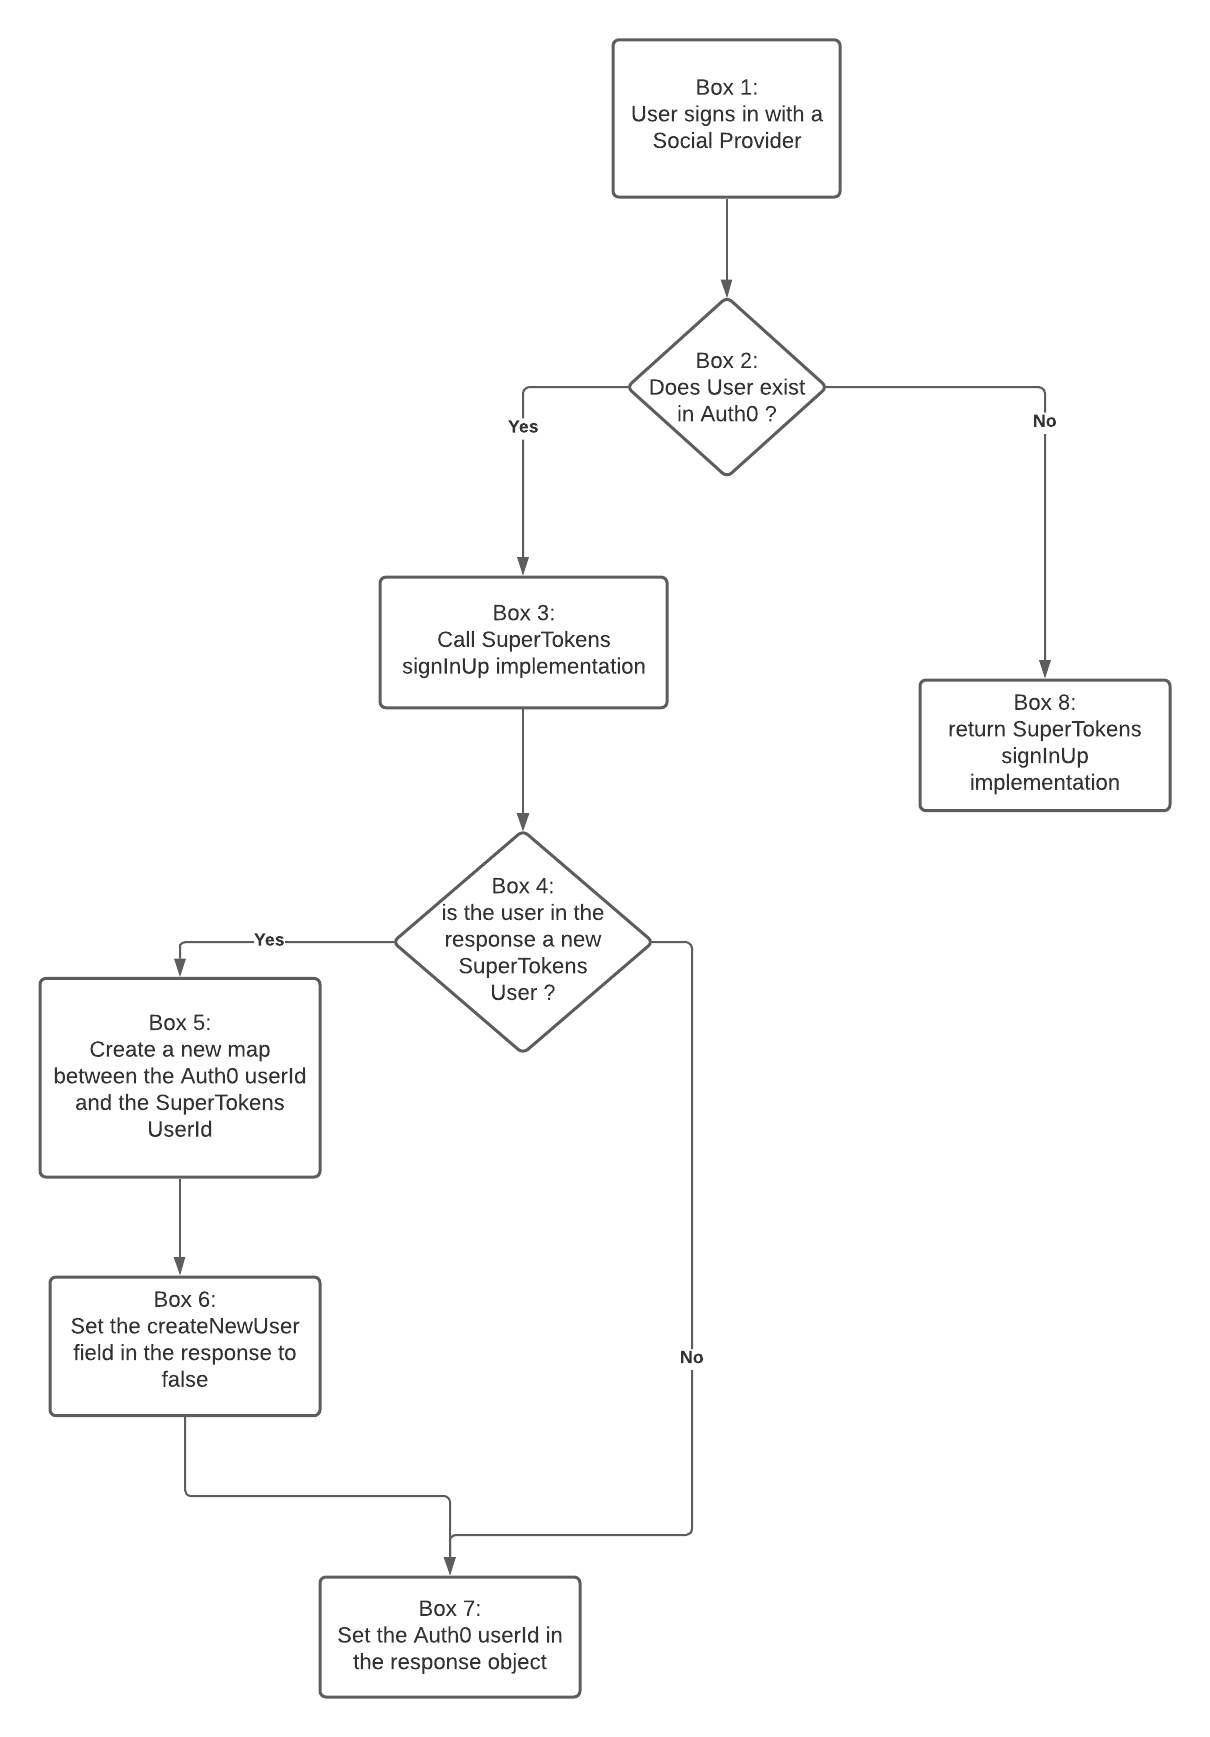 Box 1:
User signs in with a
Social Provider
Box 2:
Does User exist
in Auth0 ?
Yes
No
Box 3:
Call SuperTokens
signInUp implementation
Box 8:
return SuperTokens
signInUp
implementation
Box 4:
is the user in the
response a new
SuperTokens
User ?
Yes
Box 5:
Create a new map
between the Auth0 userId
and the SuperTokens
UserId
Box 6:
Set the createNewUser
field in the response to
false
No
Box 7:
Set the Auth0 userId in
the response object